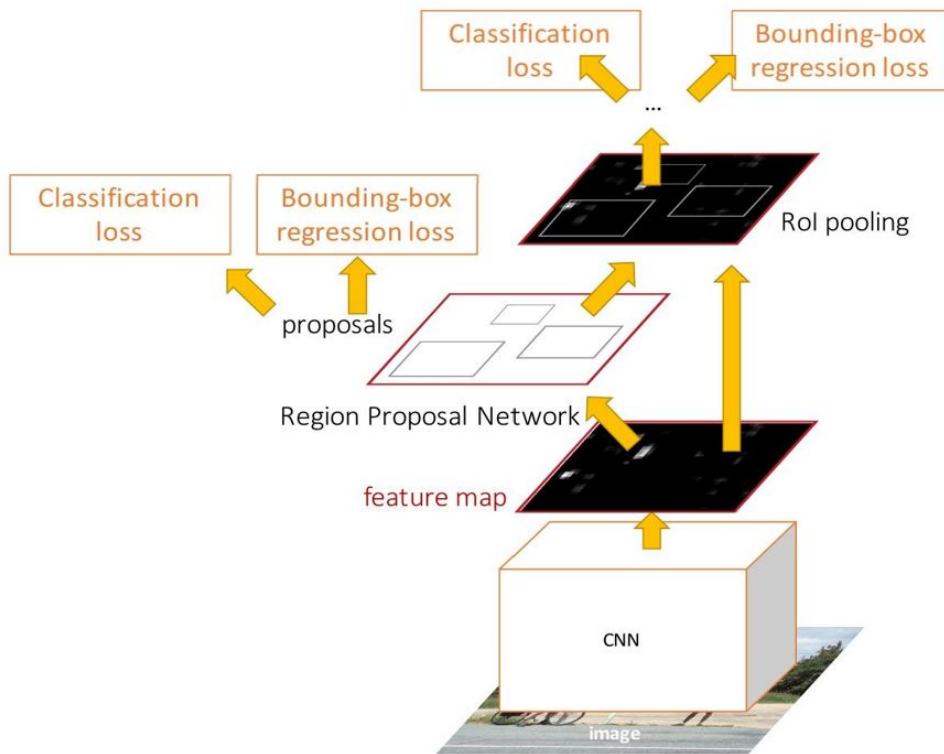 Classification
loss
Bounding-box
regression loss
...
Classification
loss
Bounding-box
regression loss
RoI pooling
proposals
Region Proposal Network
feature map
CNN
image